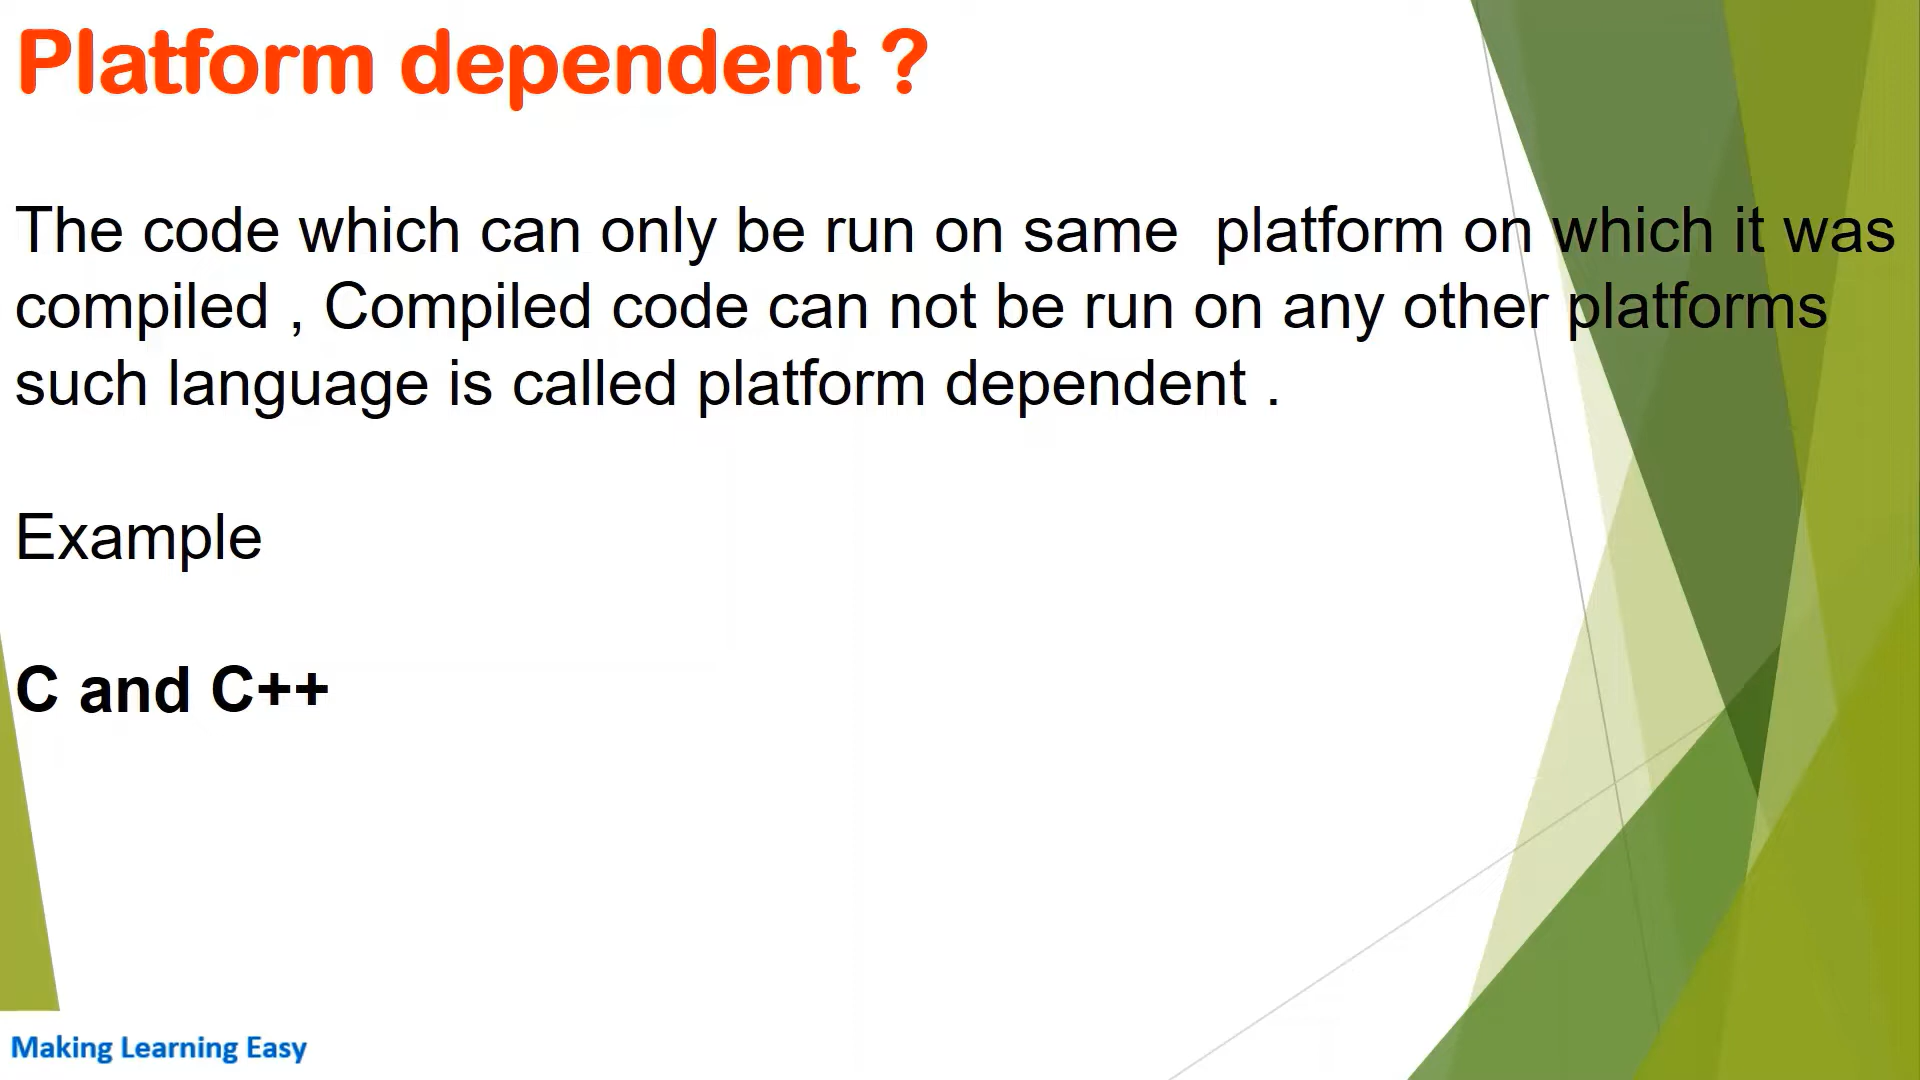 Platform dependent ?
The code which can only be run on same  platform on which it was
compiled , Compiled code can not be run on any other platforms
such language is called platform dependent .
Example
C and C++
Making Learning Easy